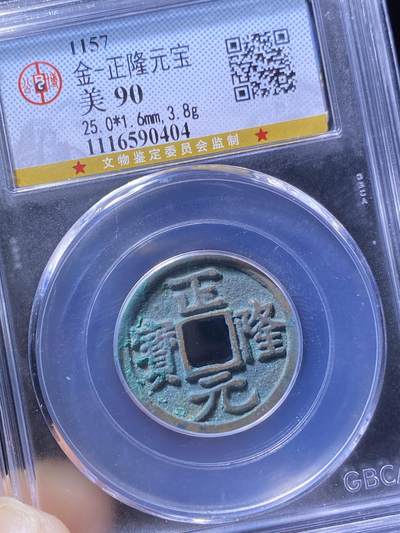 1157
金-正隆元宝
美 90
25.0*1.6mm,3.8g
1116590404
★ 文物鉴定委员会监制 ★
正隆元寳
GBCA